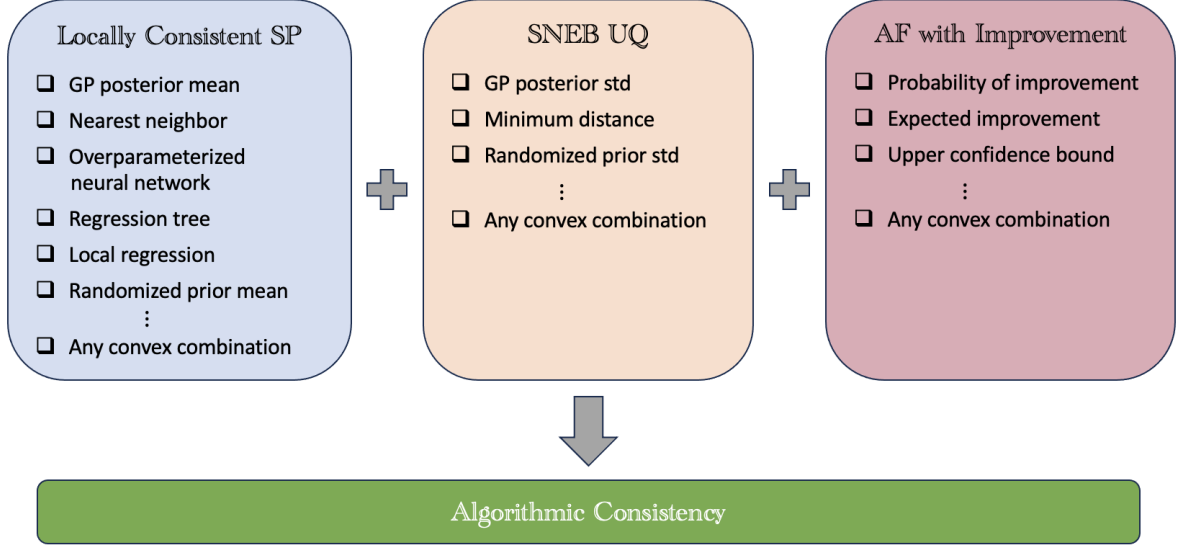 Locally Consistent SP
❑ GP posterior mean
❑ Nearest neighbor
❑ Overparameterized
neural network
❑ Regression tree
❑ Local regression
❑ Randomized prior mean
⋮
❑ Any convex combination
SNEB UQ
❑ GP posterior std
❑ Minimum distance
❑ Randomized prior std
⋮
❑ Any convex combination
AF with Improvement
❑ Probability of improvement
❑ Expected improvement
❑ Upper confidence bound
⋮
❑ Any convex combination
Algorithmic Consistency